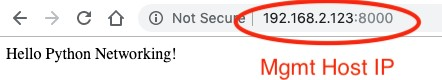 Not Secure | 192.168.2.123:8000
Hello Python Networking!
Mgmt Host IP